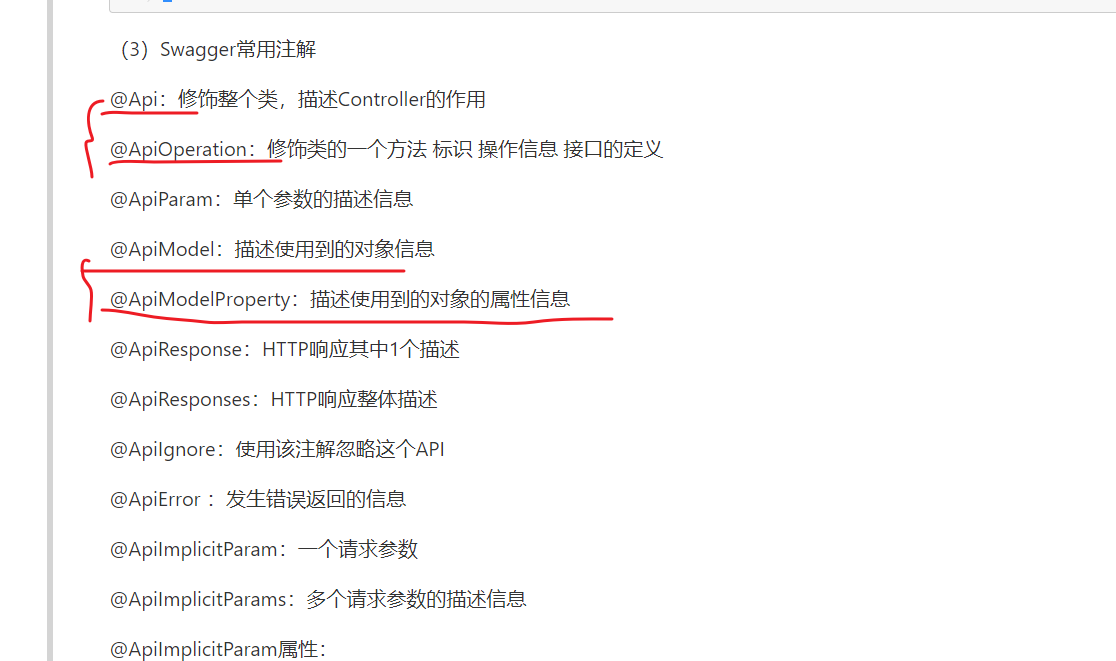 （3）Swagger常用注解
@Api：修饰整个类，描述Controller的作用
@ApiOperation：修饰类的一个方法 标识 操作信息 接口的定义
@ApiParam：单个参数的描述信息
@ApiModel：描述使用到的对象信息
@ApiModelProperty：描述使用到的对象的属性信息
@ApiResponse：HTTP响应其中1个描述
@ApiResponses：HTTP响应整体描述
@ApiIgnore：使用该注解忽略这个API
@ApiError ：发生错误返回的信息
@ApiImplicitParam：一个请求参数
@ApiImplicitParams：多个请求参数的描述信息
@ApiImplicitParam属性：